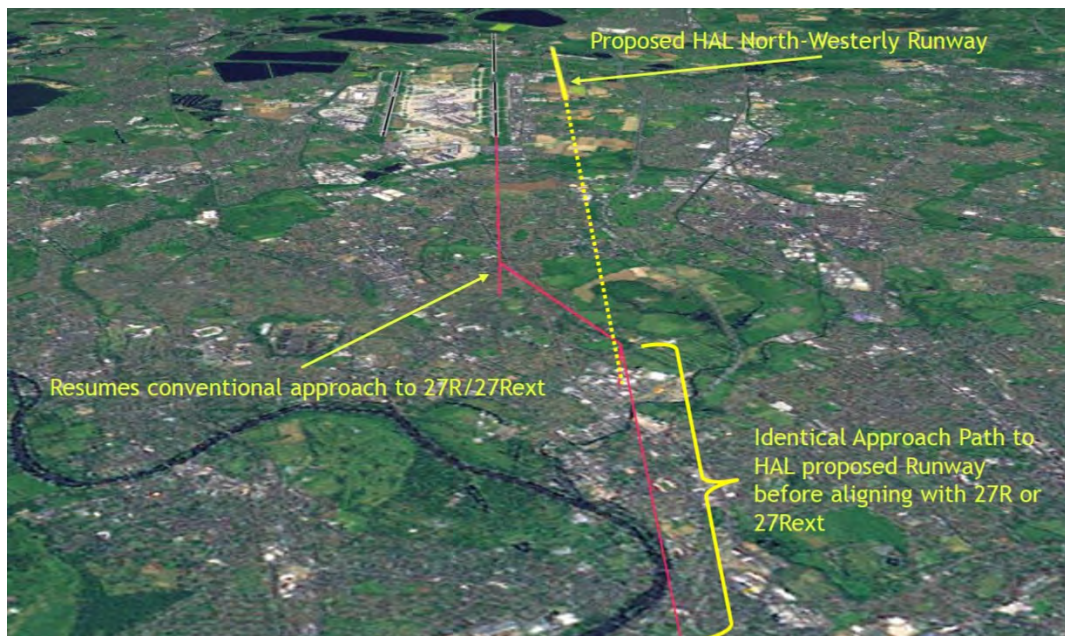 Proposed HAL North-Westerly Runway
Resumes conventional approach to 27R/27Rext
Identical Approach Path to
HAL proposed Runway
before aligning with 27R or
27Rext